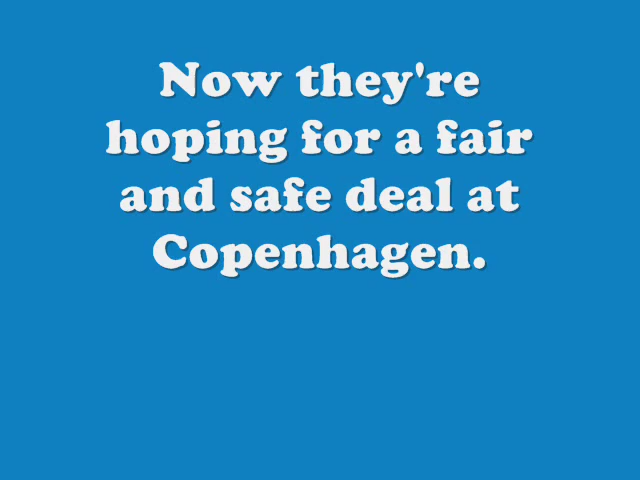 Now they're
hoping for a fair
and safe deal at
Copenhagen.